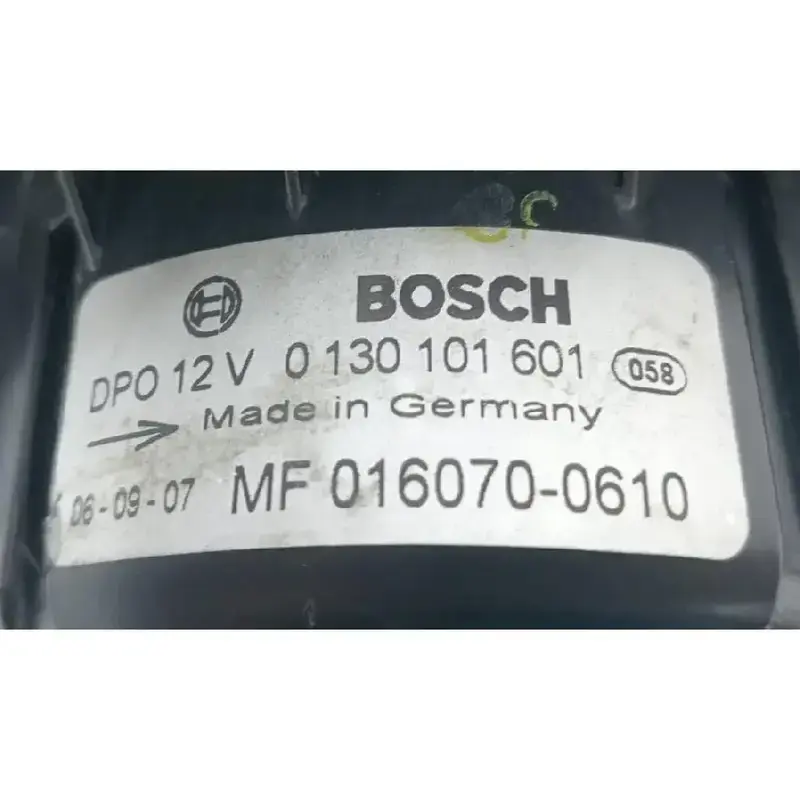 BOSCH
DPO 12 V 0 130 101 601 058
Made in Germany
06-09-07 MF 016070-0610